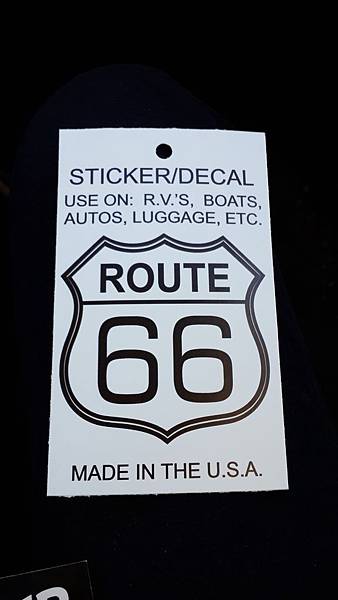 STICKER/DECAL
USE ON: R.V.'S, BOATS,
AUTOS, LUGGAGE, ETC.
ROUTE
66
MADE IN THE U.S.A.